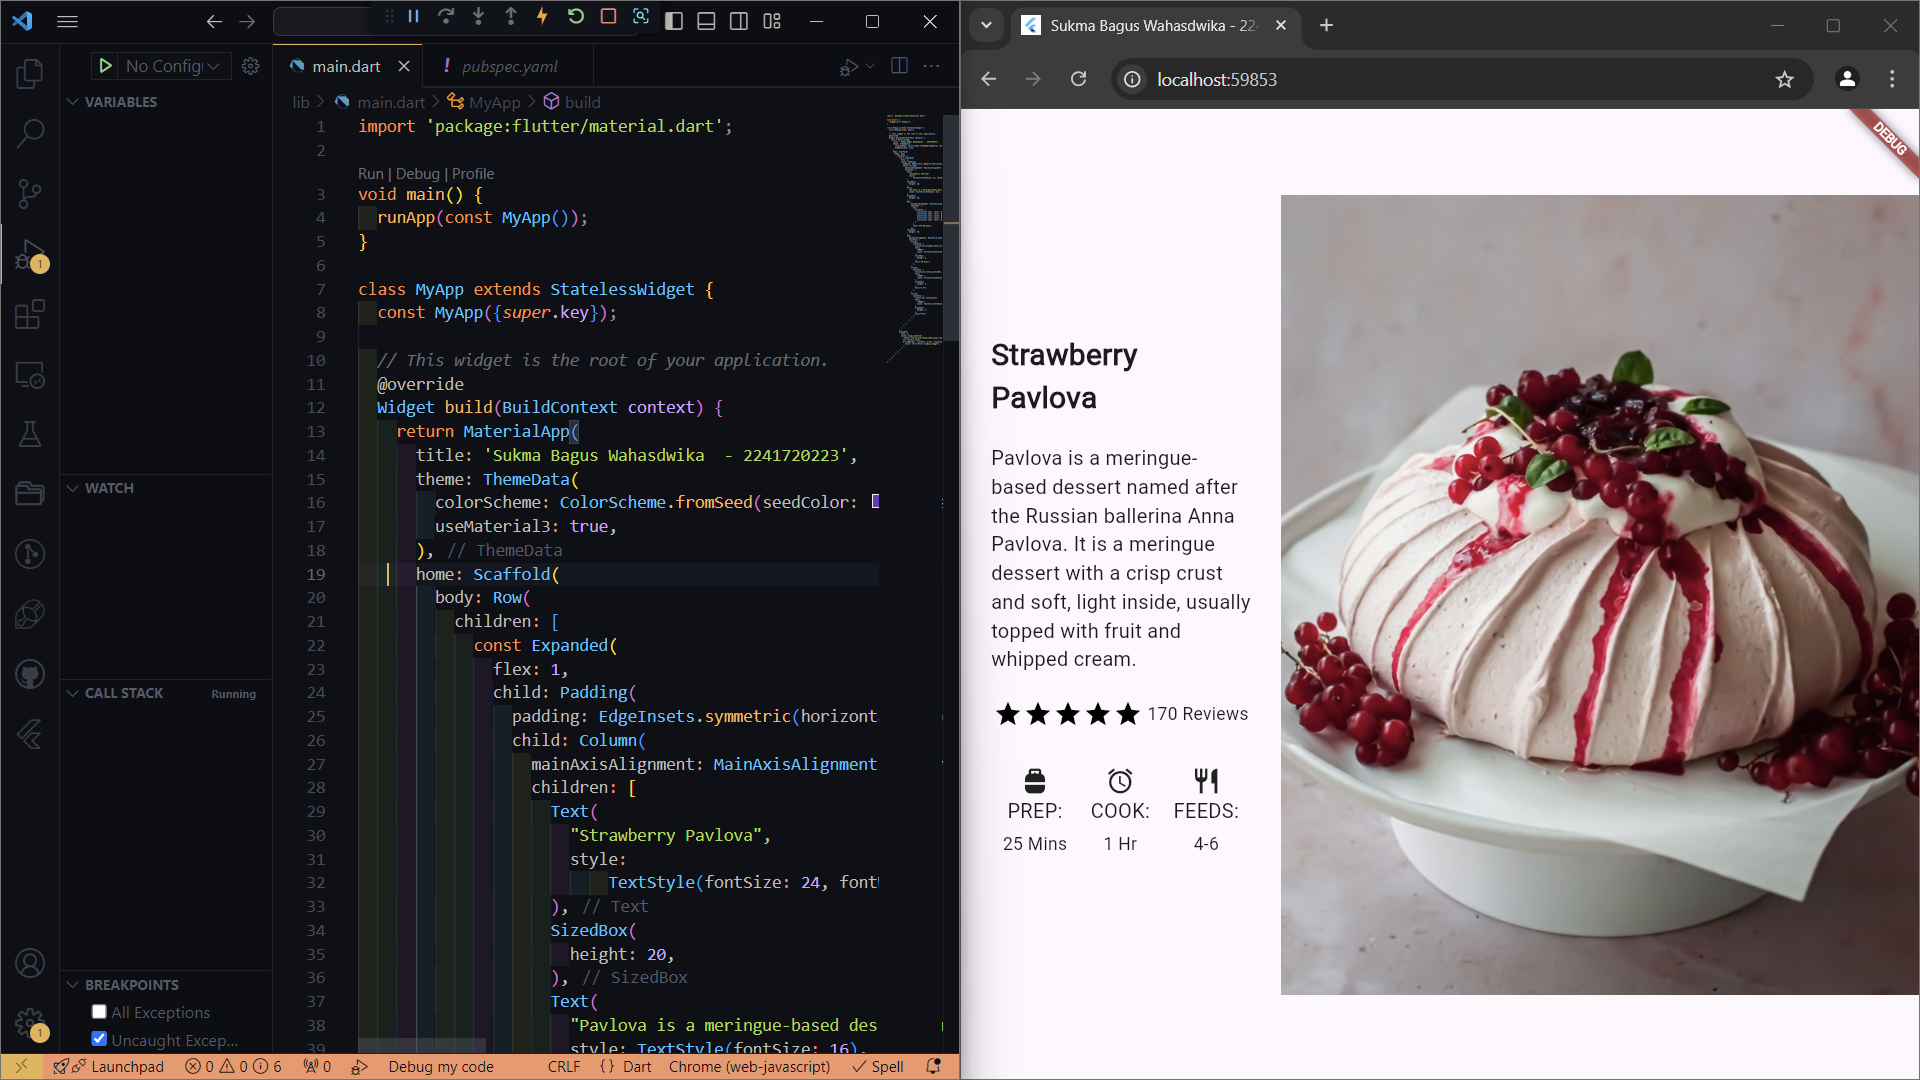 No Config
main.dart
pubspec.yaml
VARIABLES
lib > main.dart > MyApp > build
1 import 'package:flutter/material.dart';
2
Run | Debug | Profile
3 void main() {
4 runApp(const MyApp());
5 }
6
7 class MyApp extends StatelessWidget {
8 const MyApp({super.key});
9
10 // This widget is the root of your application.
11 @override
12 Widget build(BuildContext context) {
13 return MaterialApp(
14 title: 'Sukma Bagus Wahasdwika  - 2241720223',
15 theme: ThemeData(
16 colorScheme: ColorScheme.fromSeed(seedColor:
17 useMaterial3: true,
18 ), // ThemeData
19 home: Scaffold(
20 body: Row(
21 children: [
22 const Expanded(
23 flex: 1,
24 child: Padding(
25 padding: EdgeInsets.symmetric(horizont
26 child: Column(
27 mainAxisAlignment: MainAxisAlignment
28 children: [
29 Text(
30 "Strawberry Pavlova",
31 style:
32 TextStyle(fontSize: 24, font
33 ), // Text
34 SizedBox(
35 height: 20,
36 ), // SizedBox
37 Text(
38 "Pavlova is a meringue-based des
39 style: TextStyle(fontSize: 16),
WATCH
CALL STACK Running
BREAKPOINTS
All Exceptions
Uncaught Excep...
1
1
Launchpad 0 0 6 0 Debug my code CRLF {} Dart Chrome (web-javascript) Spell
Sukma Bagus Wahasdwika - 224
localhost:59853
DEBUG
Strawberry
Pavlova
Pavlova is a meringue-
based dessert named after
the Russian ballerina Anna
Pavlova. It is a meringue
dessert with a crisp crust
and soft, light inside, usually
topped with fruit and
whipped cream.
170 Reviews
PREP: COOK: FEEDS:
25 Mins 1 Hr 4-6